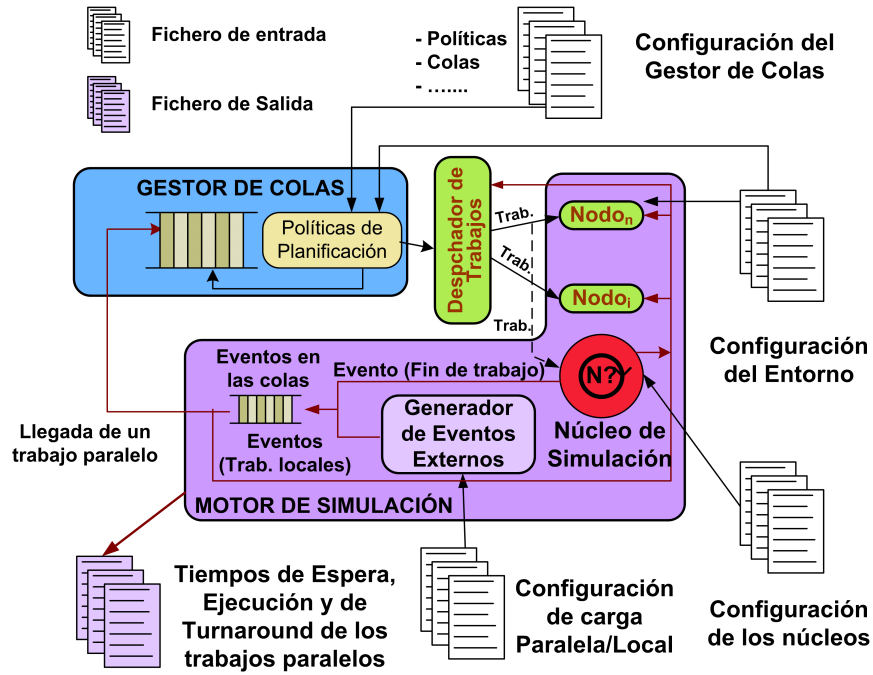 Fichero de entrada
Fichero de Salida
- Políticas
- Colas
- …....
Configuración del
Gestor de Colas
GESTOR DE COLAS
Políticas de
Planificación
Despchador de
Trabajos
Trab.
Trab.
Trab.
Nodon
Nodoi
Configuración
del Entorno
Eventos en
las colas
Evento (Fin de trabajo)
N?
Generador
de Eventos
Externos
Núcleo de
Simulación
Llegada de un
trabajo paralelo
Eventos
(Trab. locales)
MOTOR DE SIMULACIÓN
Tiempos de Espera,
Ejecución y de
Turnaround de los
trabajos paralelos
Configuración
de carga
Paralela/Local
Configuración
de los núcleos